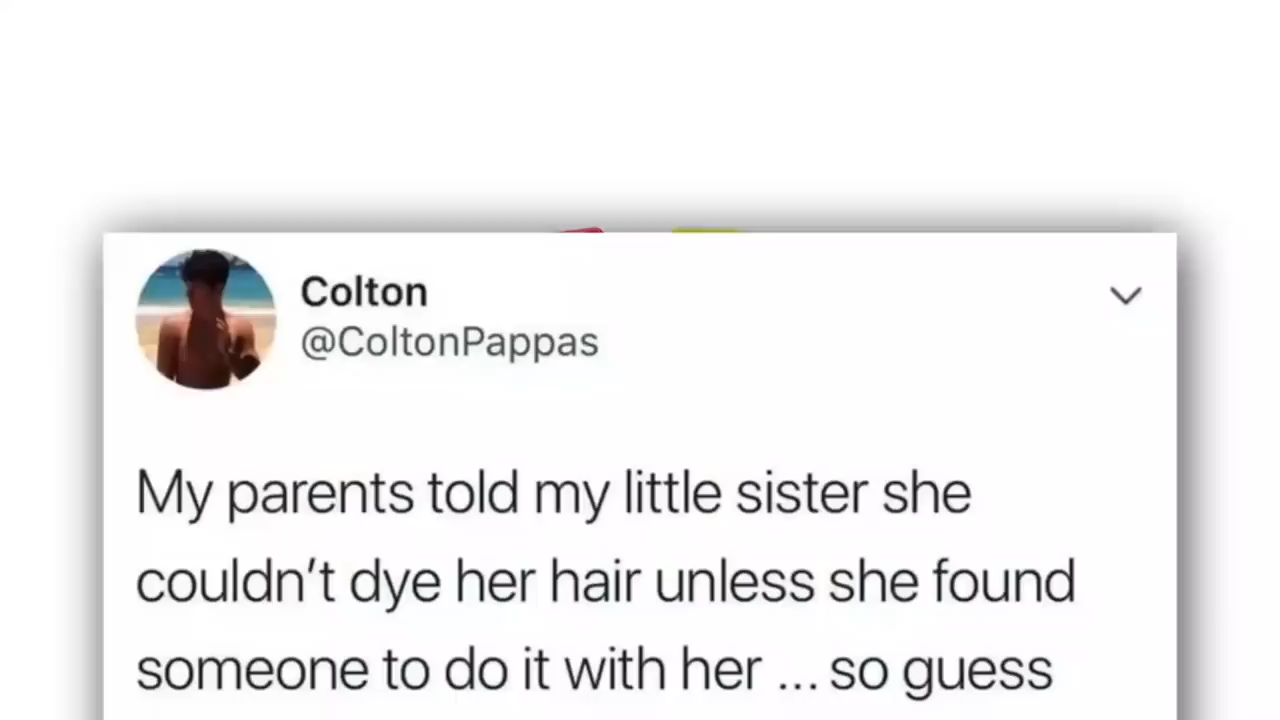 Colton
@ColtonPappas
My parents told my little sister she
couldn’t dye her hair unless she found
someone to do it with her ... so guess